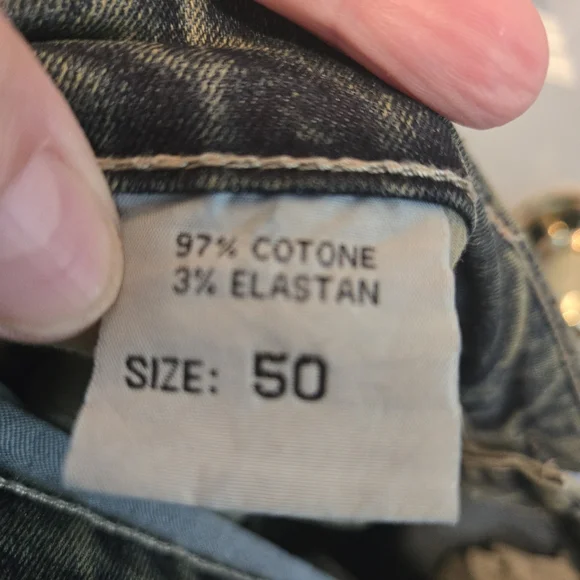 97% COTONE
3% ELASTAN
SIZE: 50